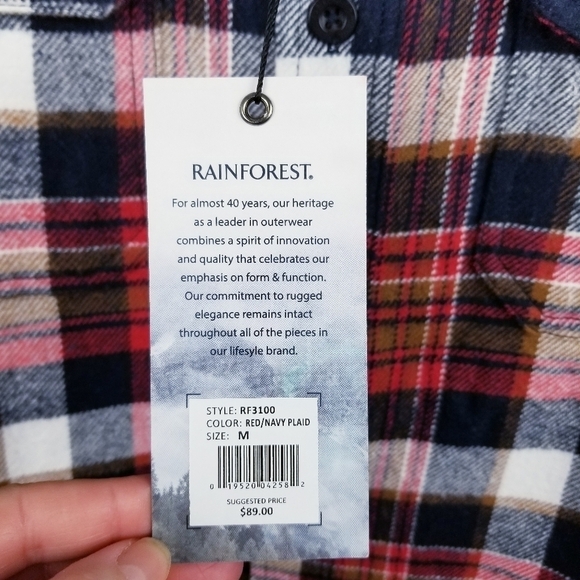 RAINFOREST®
For almost 40 years, our heritage
as a leader in outerwear
combines a spirit of innovation
and quality that celebrates our
emphasis on form & function.
Our commitment to rugged
elegance remains intact
throughout all of the pieces in
our lifesyle brand.
STYLE: RF3100
COLOR: RED/NAVY PLAID
SIZE: M
0 19520 04258 2
SUGGESTED PRICE
$89.00